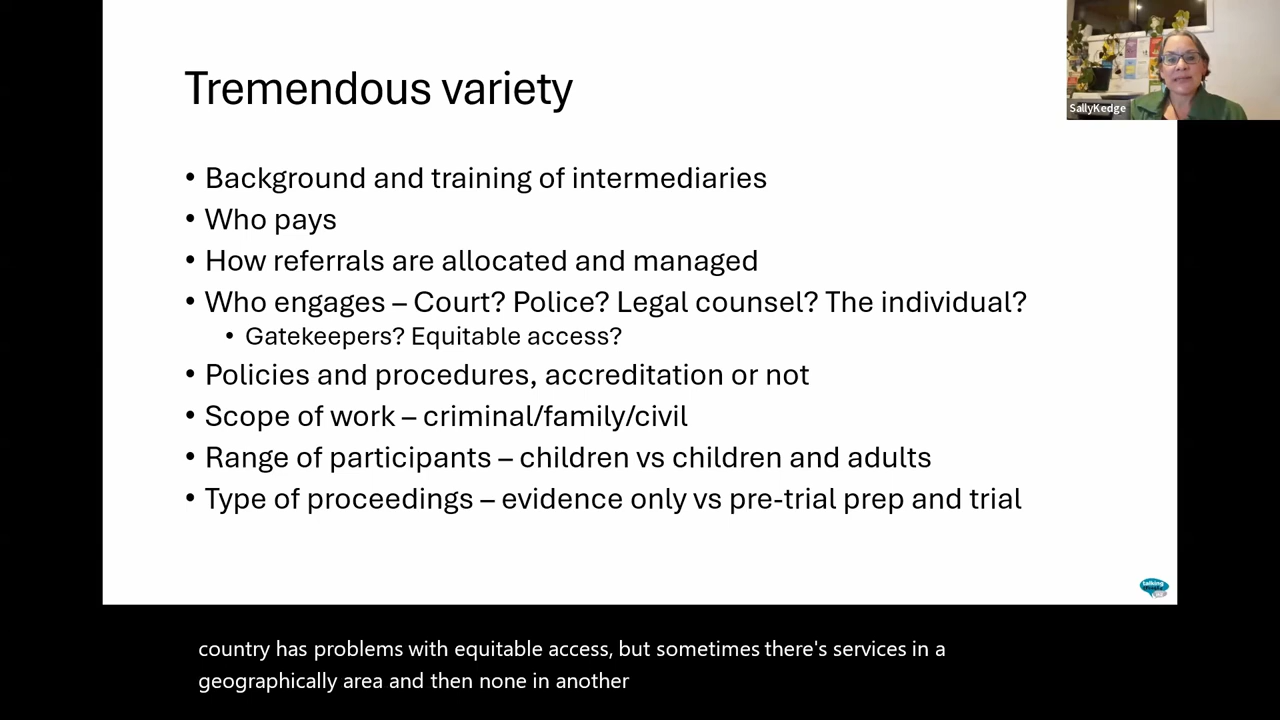 Tremendous variety
SallyKedge
• Background and training of intermediaries
• Who pays
• How referrals are allocated and managed
• Who engages – Court? Police? Legal counsel? The individual?
• Gatekeepers? Equitable access?
• Policies and procedures, accreditation or not
• Scope of work – criminal/family/civil
• Range of participants – children vs children and adults
• Type of proceedings – evidence only vs pre-trial prep and trial
talking
country has problems with equitable access, but sometimes there's services in a
geographically area and then none in another